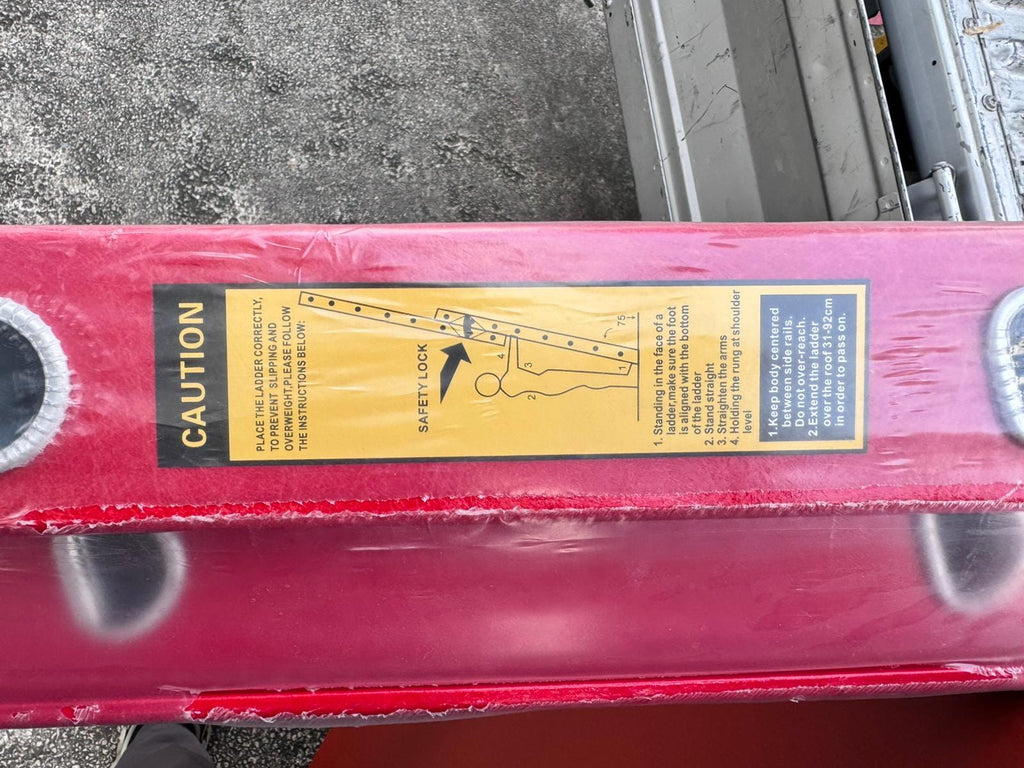 CAUTION
PLACE THE LADDER CORRECTLY,
TO PREVENT SLIPPING AND
OVERWEIGHT,PLEASE FOLLOW
THE INSTRUCTIONS BELOW:
SAFETY LOCK
4
3
2
1
75
1. Standing in the face of a
ladder,make sure the foot
is aligned with the bottom
of the ladder
2. Stand straight
3. Straighten the arms
4. Holding the rung at shoulder
level
1.Keep body centered
between side rails.
Do not over-reach.
2.Extend the ladder
over the roof 31-92cm
in order to pass on.